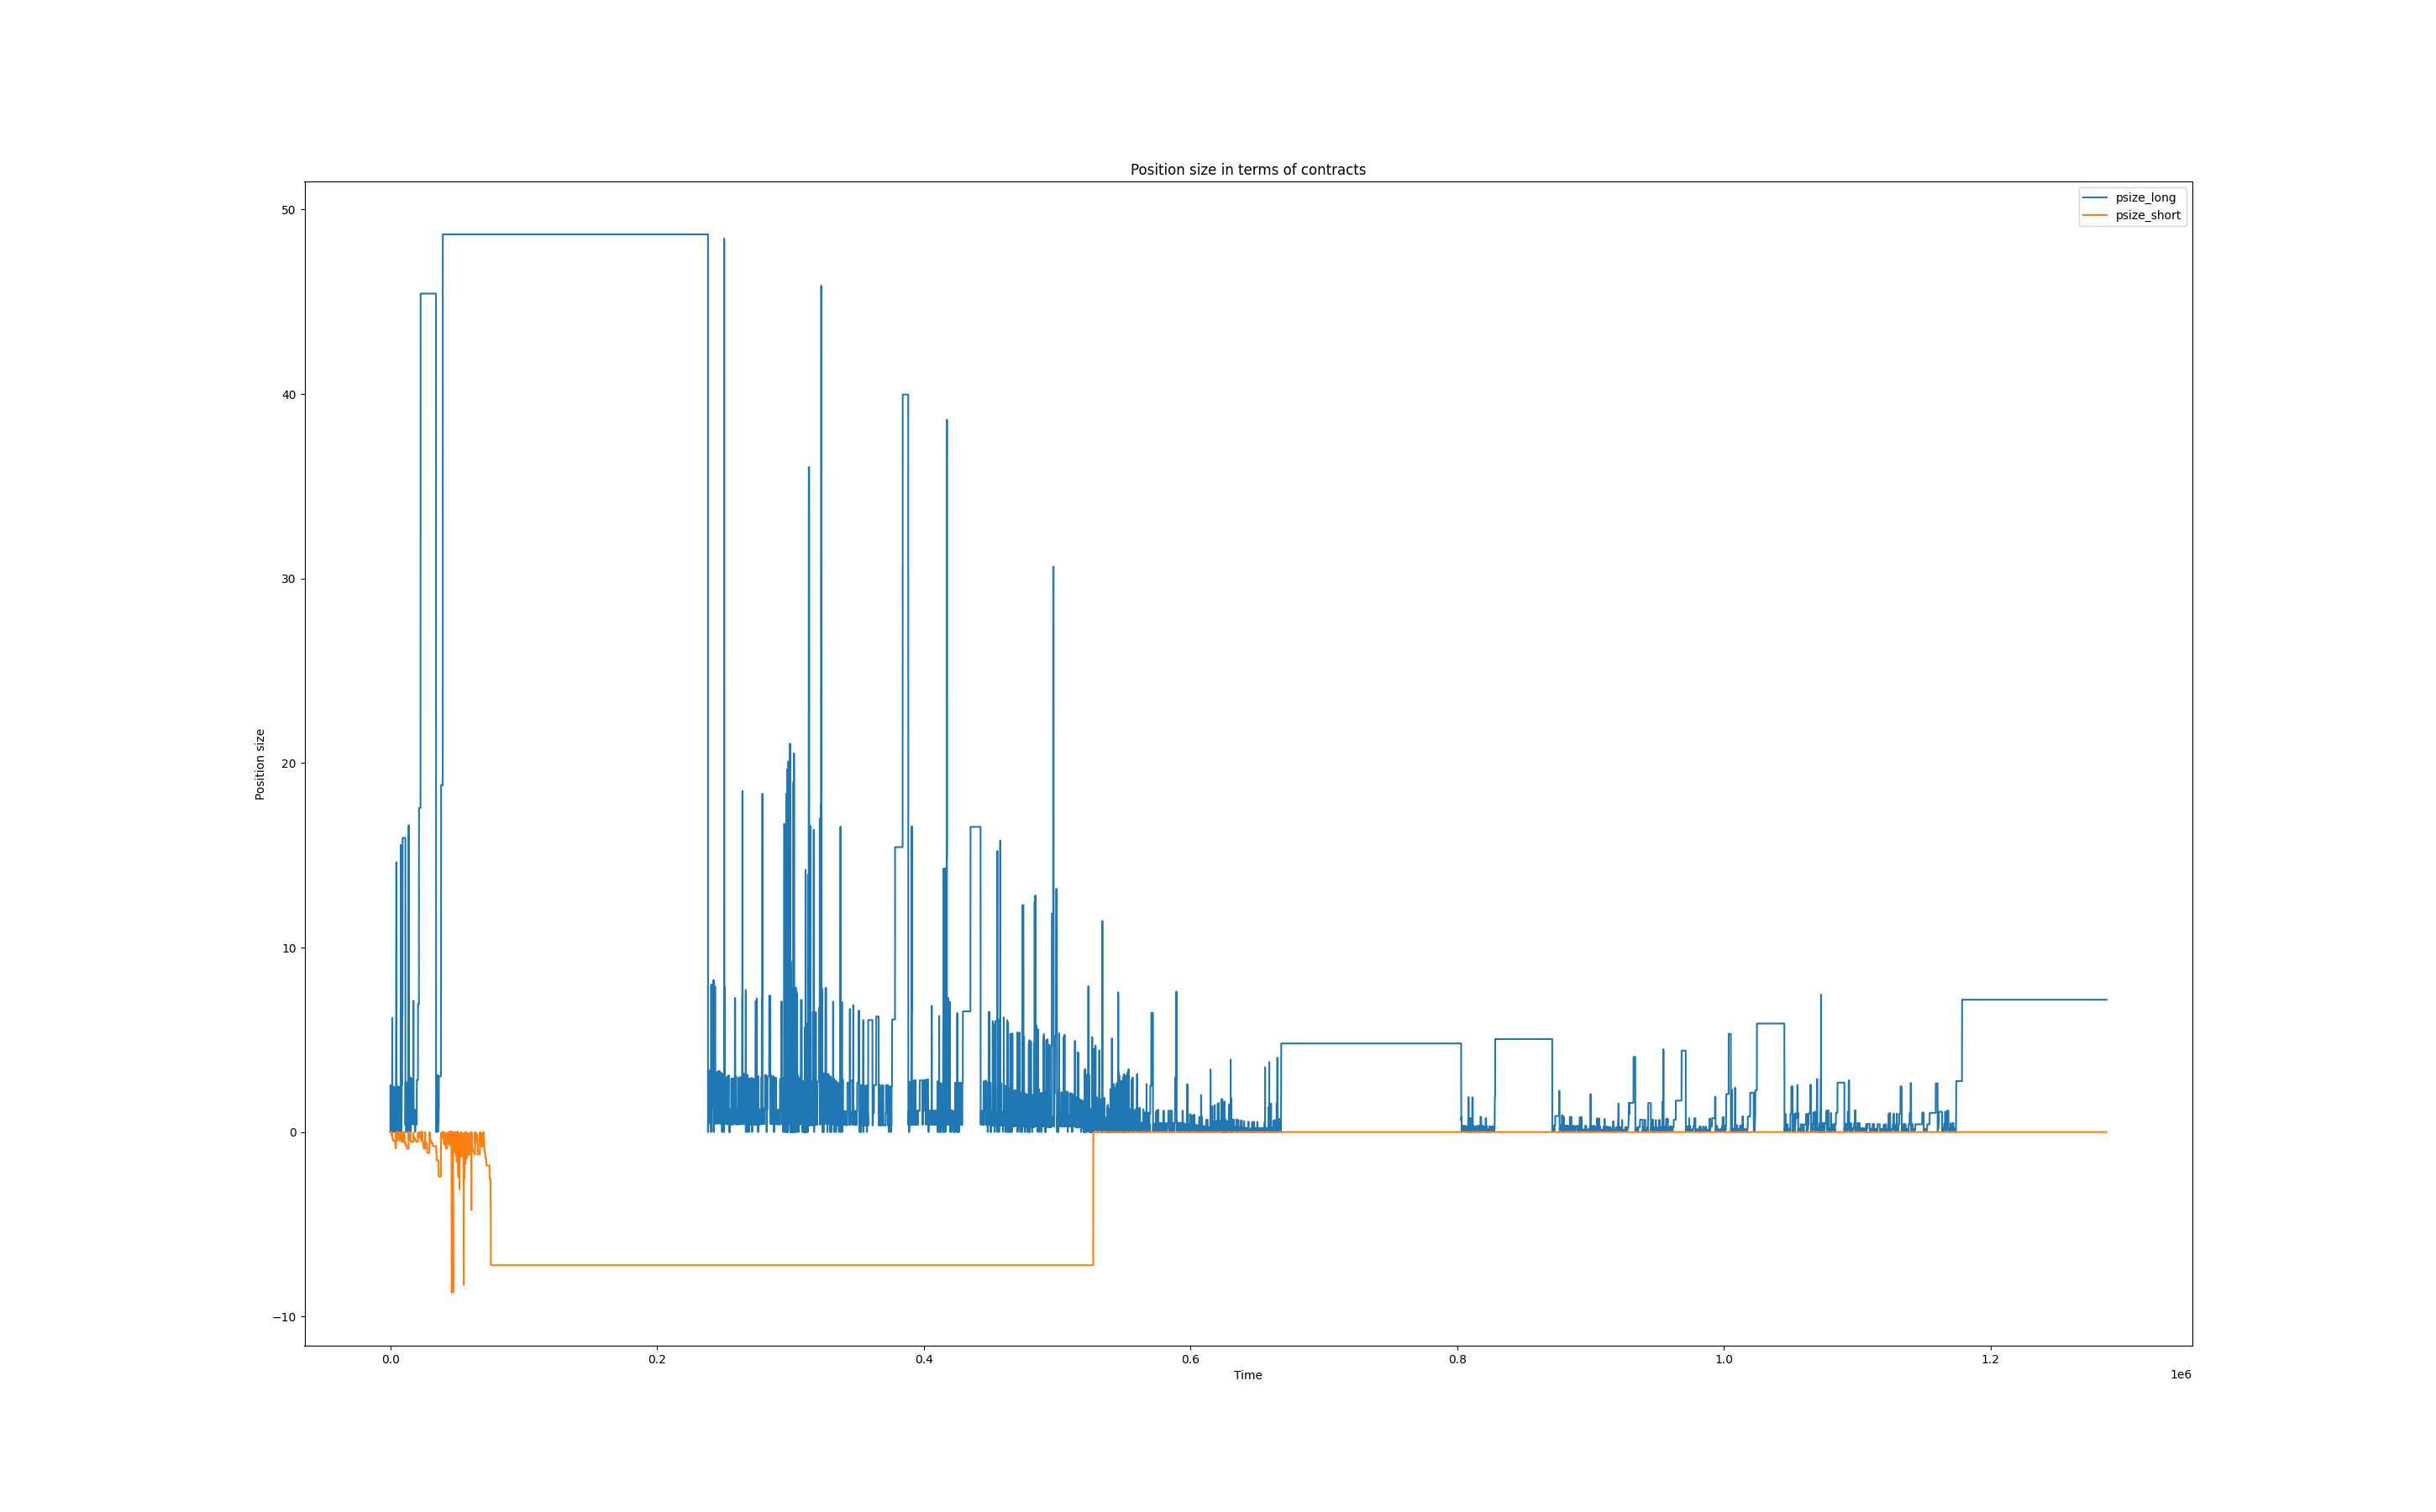 Position size in terms of contracts
psize_long
psize_short
50
40
30
20
10
0
−10
Position size
0.0
0.2
0.4
0.6
0.8
1.0
1.2
Time
1e6